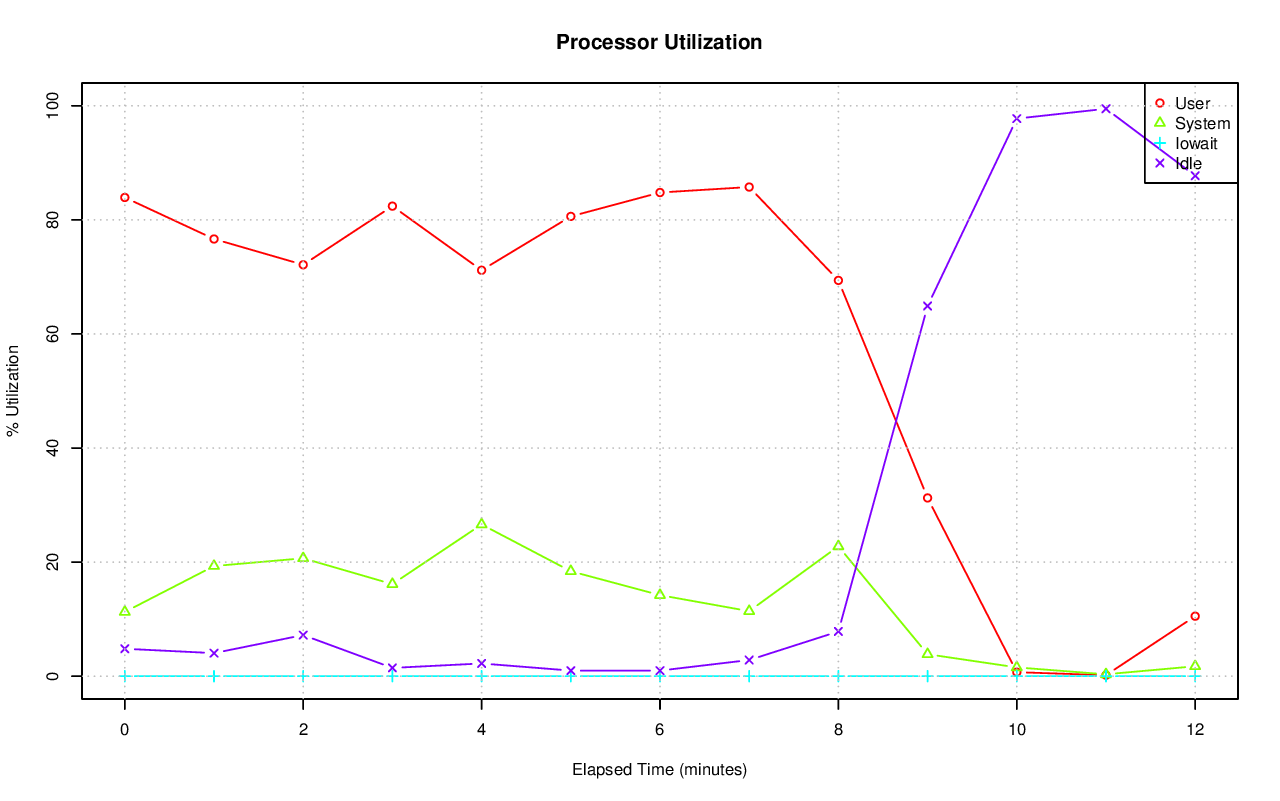 Processor Utilization
100
80
60
40
20
0
% Utilization
User
System
Iowait
Idle
0 2 4 6 8 10 12
Elapsed Time (minutes)